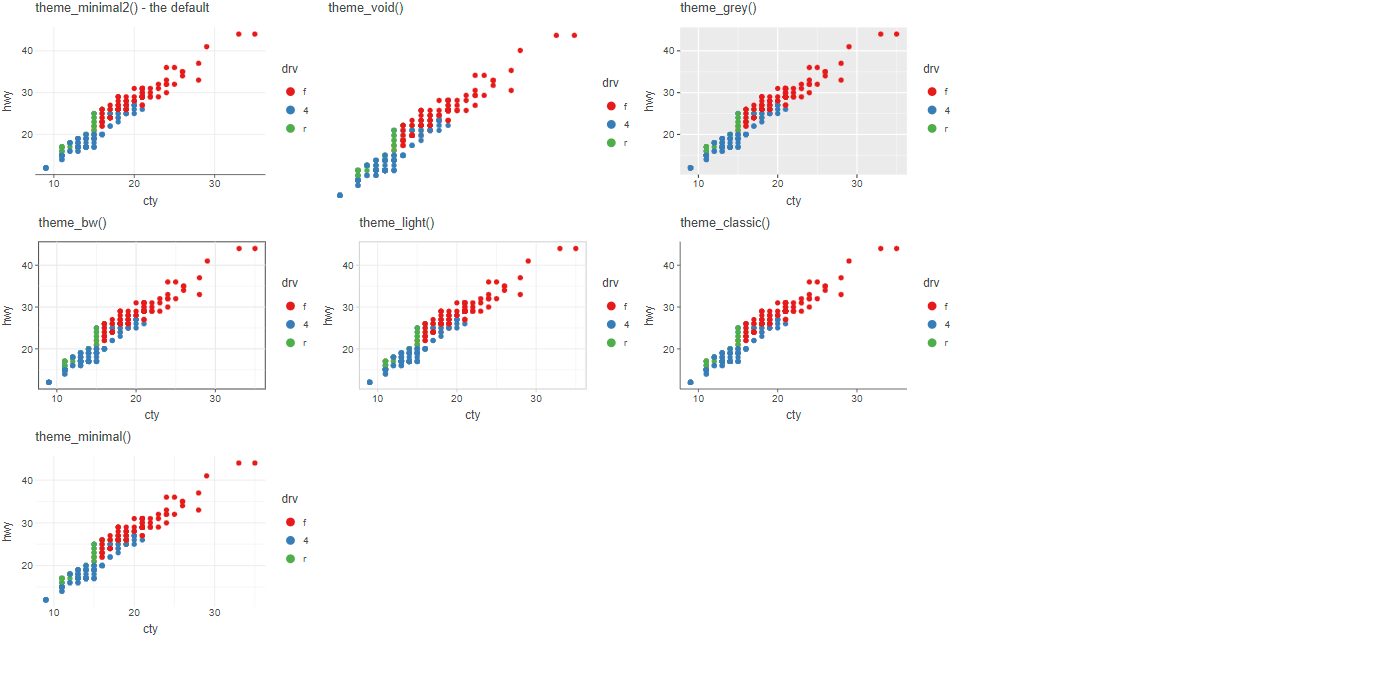 theme_minimal2() - the default
hwy
40
30
20
10 20 30
cty
drv
f
4
r
theme_void()
drv
f
4
r
theme_grey()
hwy
40
30
20
10 20 30
cty
drv
f
4
r
theme_bw()
hwy
40
30
20
10 20 30
cty
drv
f
4
r
theme_light()
hwy
40
30
20
10 20 30
cty
drv
f
4
r
theme_classic()
hwy
40
30
20
10 20 30
cty
drv
f
4
r
theme_minimal()
hwy
40
30
20
10 20 30
cty
drv
f
4
r